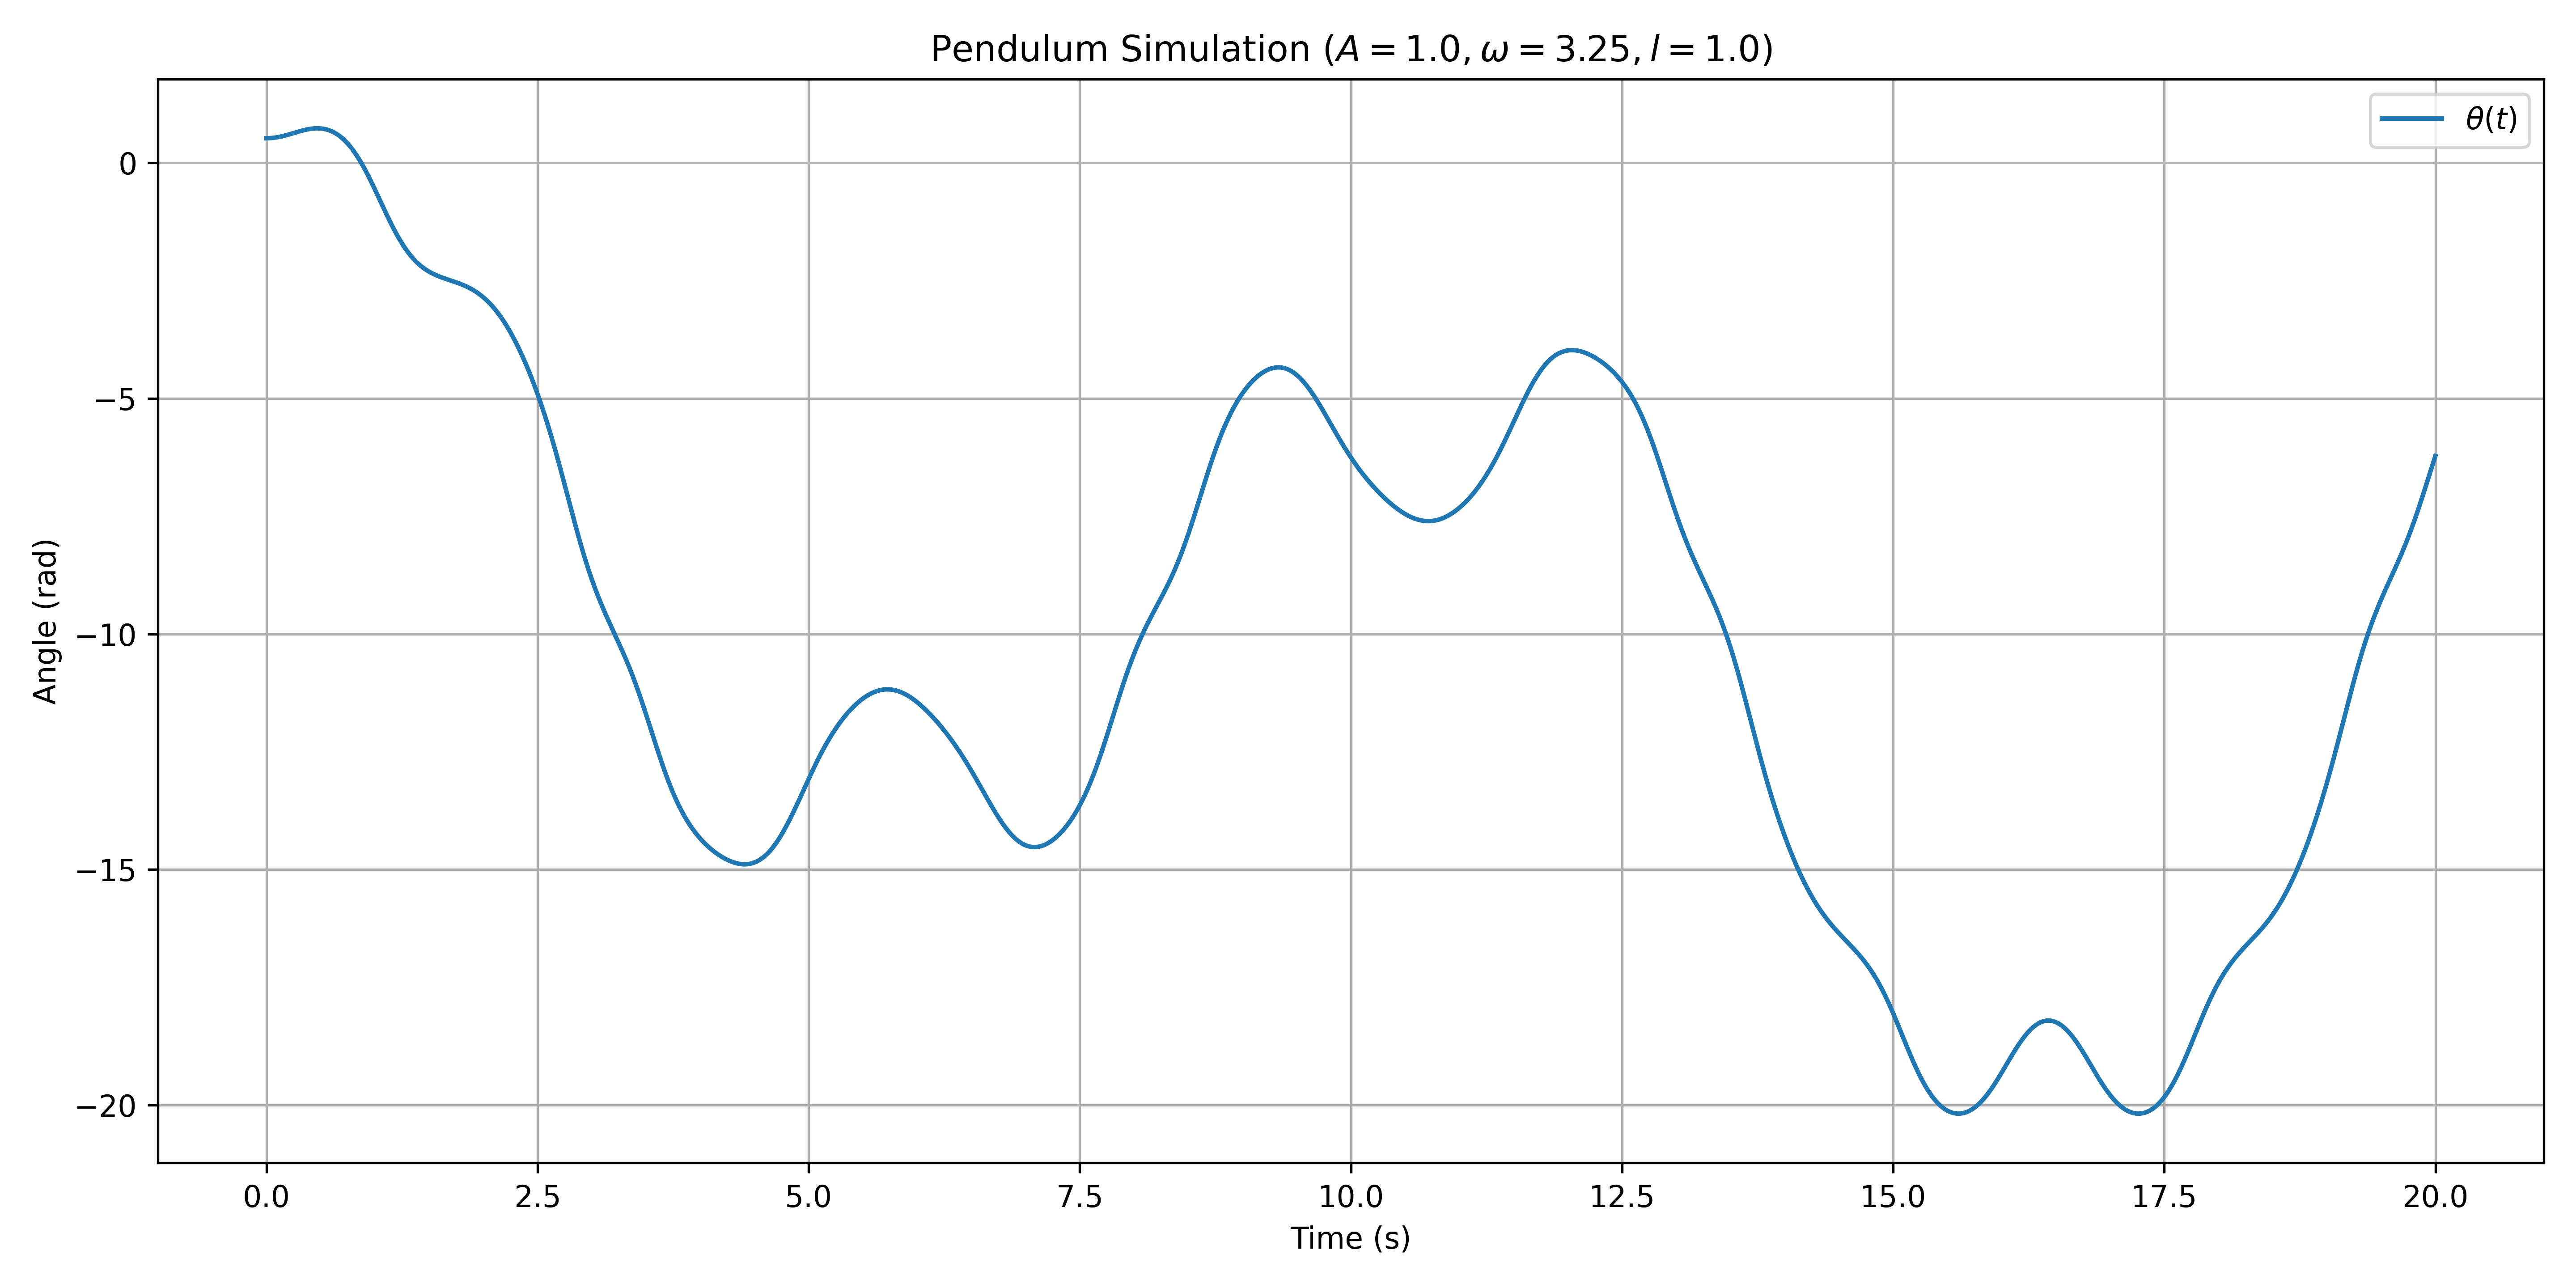 Pendulum Simulation (A = 1.0, ω = 3.25, l = 1.0)
θ(t)
Angle (rad)
0
−5
−10
−15
−20
0.0 2.5 5.0 7.5 10.0 12.5 15.0 17.5 20.0
Time (s)